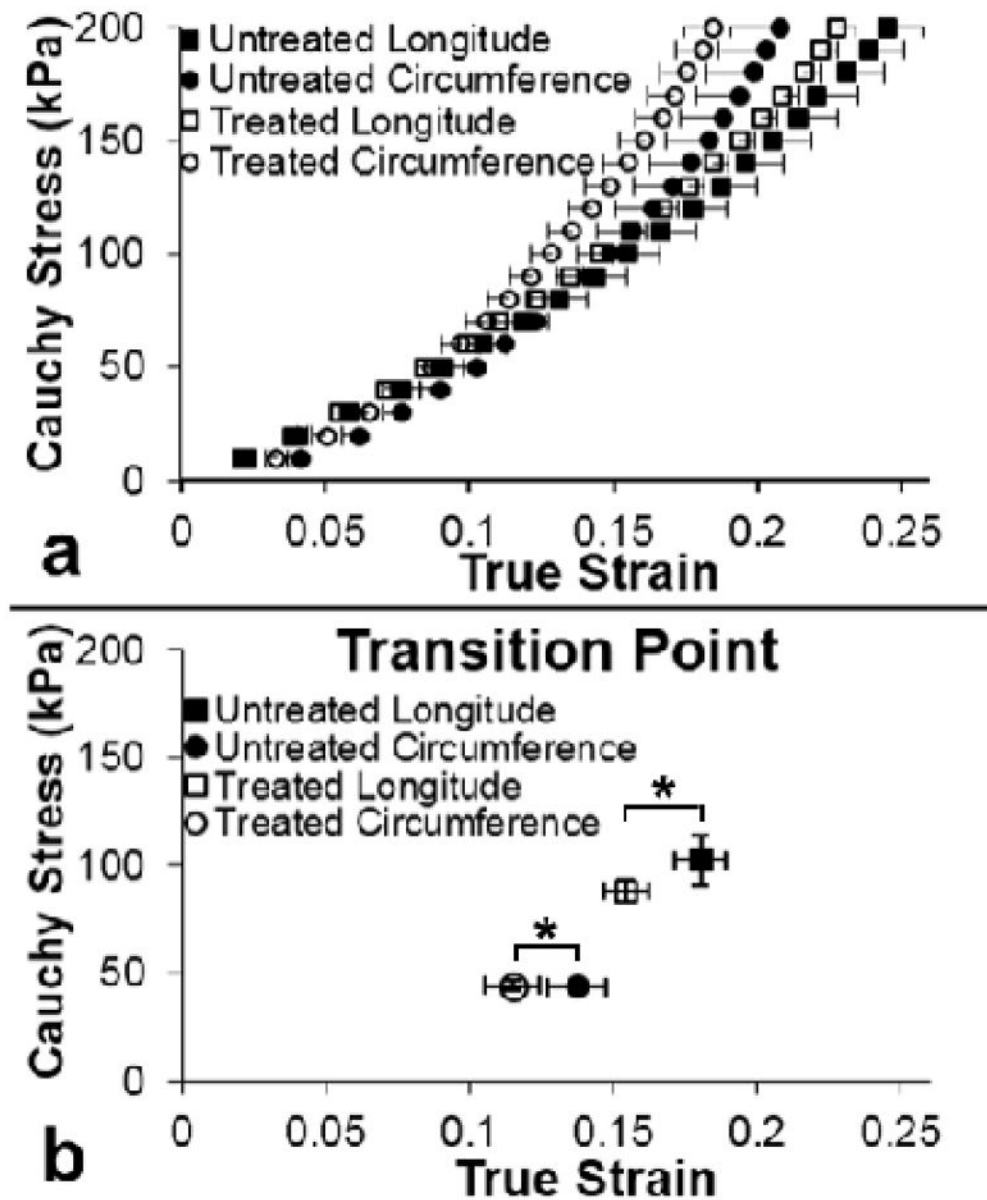 Cauchy Stress (kPa)
200
150
100
50
0
Untreated Longitude
Untreated Circumference
Treated Longitude
Treated Circumference
0 0.05 0.1 0.15 0.2 0.25
True Strain
a
Transition Point
Cauchy Stress (kPa)
200
150
100
50
0
Untreated Longitude
Untreated Circumference
Treated Longitude
Treated Circumference
*
*
0 0.05 0.1 0.15 0.2 0.25
True Strain
b